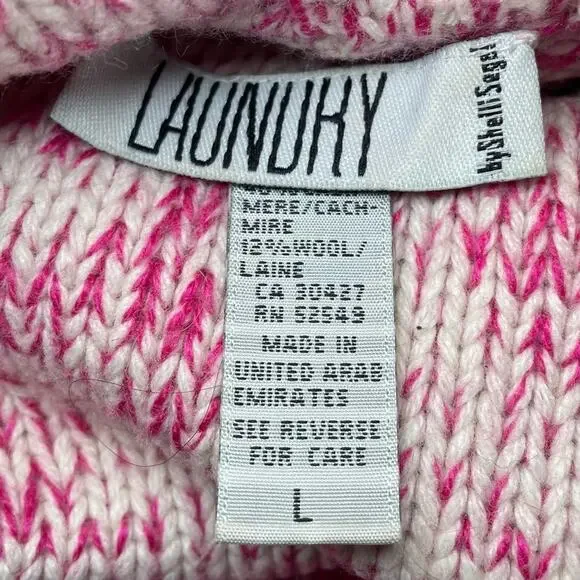 LAUNDRY
by Shelli Segal
MERE/CACH-
MIRE
12%WOOL/
LAINE
CA 30427
RN 52549
MADE IN
UNITED ARAB
EMIRATES
SEE REVERSE
FOR CARE
L